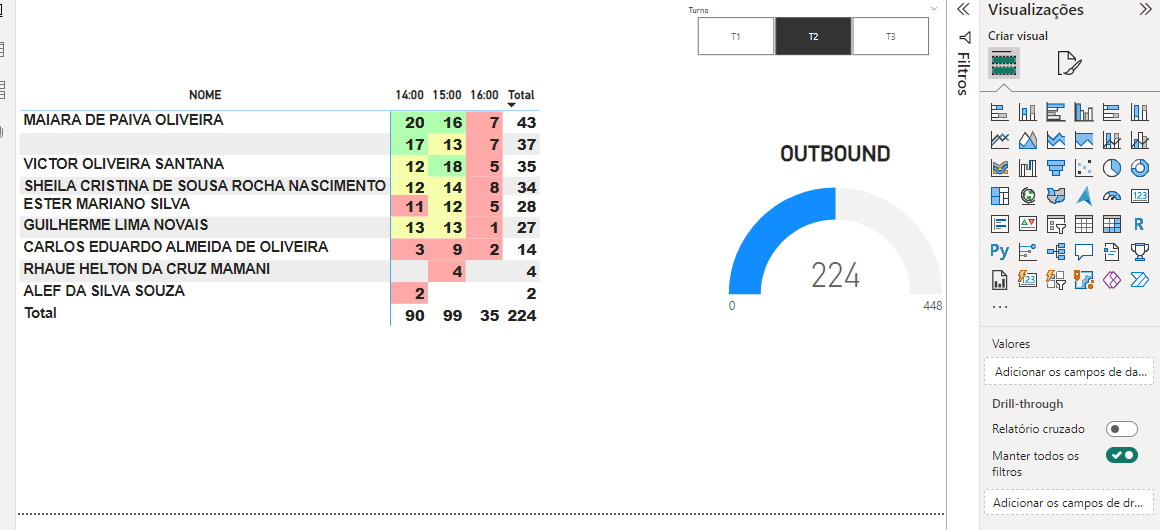 Turno
Visualizações
T1 T2 T3
Criar visual
Filtros
NOME 14:00 15:00 16:00 Total
MAIARA DE PAIVA OLIVEIRA 20 16 7 43
17 13 7 37
VICTOR OLIVEIRA SANTANA 12 18 5 35
SHEILA CRISTINA DE SOUSA ROCHA NASCIMENTO 12 14 8 34
ESTER MARIANO SILVA 11 12 5 28
GUILHERME LIMA NOVAIS 13 13 1 27
CARLOS EDUARDO ALMEIDA DE OLIVEIRA 3 9 2 14
RHAUE HELTON DA CRUZ MAMANI 4 4
ALEF DA SILVA SOUZA 2 2
Total 90 99 35 224
OUTBOUND
224
0 448
123
R
Py
123
...
Valores
Adicionar os campos de da...
Drill-through
Relatório cruzado
Manter todos os
filtros
Adicionar os campos de dr...